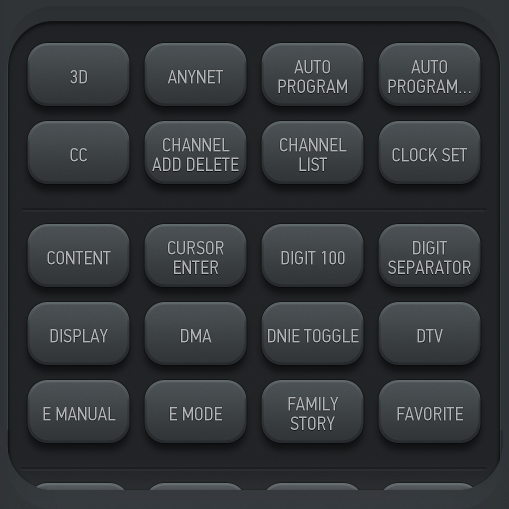 3D
ANYNET
AUTO
PROGRAM
AUTO
PROGRAM...
CC
CHANNEL
ADD DELETE
CHANNEL
LIST
CLOCK SET
CONTENT
CURSOR
ENTER
DIGIT 100
DIGIT
SEPARATOR
DISPLAY
DMA
DNIE TOGGLE
DTV
E MANUAL
E MODE
FAMILY
STORY
FAVORITE